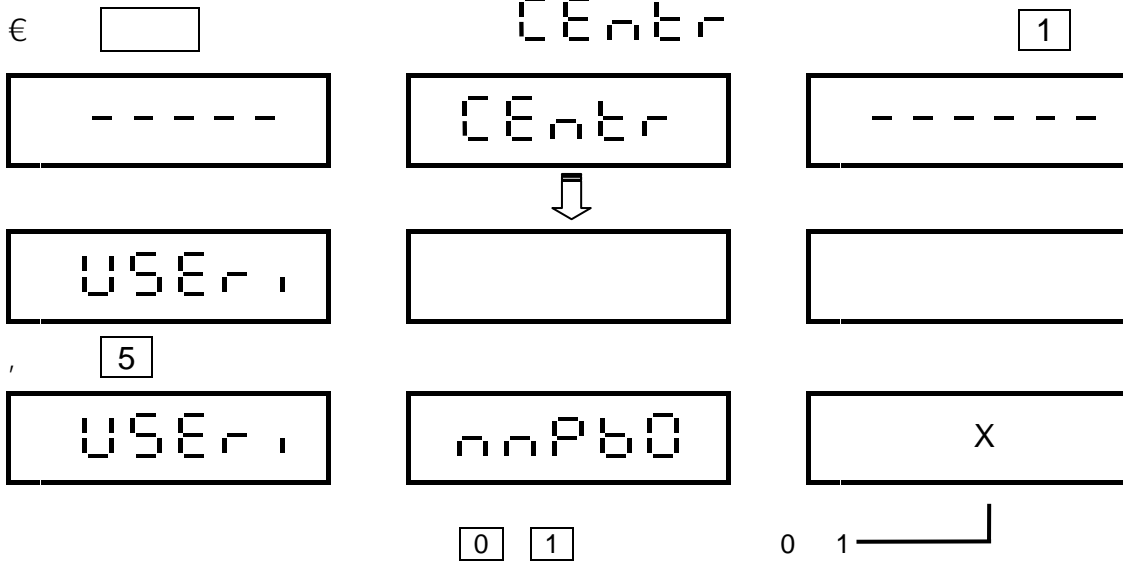 € CEntr 1
----- CEntr ------
USEr1
, 5
USEr1 nnPb0 X
0 1 0 1